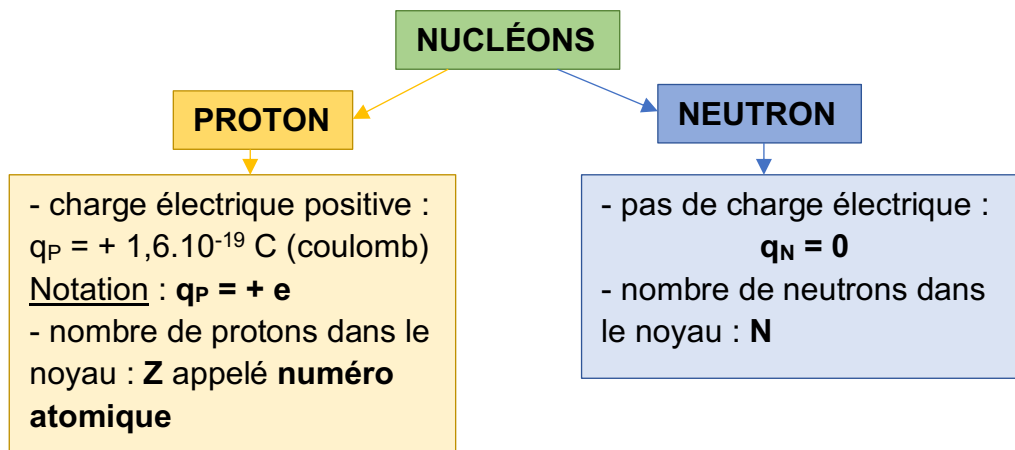 NUCLÉONS
PROTON
NEUTRON
- charge électrique positive :
qP = + 1,6.10-19 C (coulomb)
Notation : qP = + e
- nombre de protons dans le
noyau : Z appelé numéro
atomique
- pas de charge électrique :
qN = 0
- nombre de neutrons dans
le noyau : N